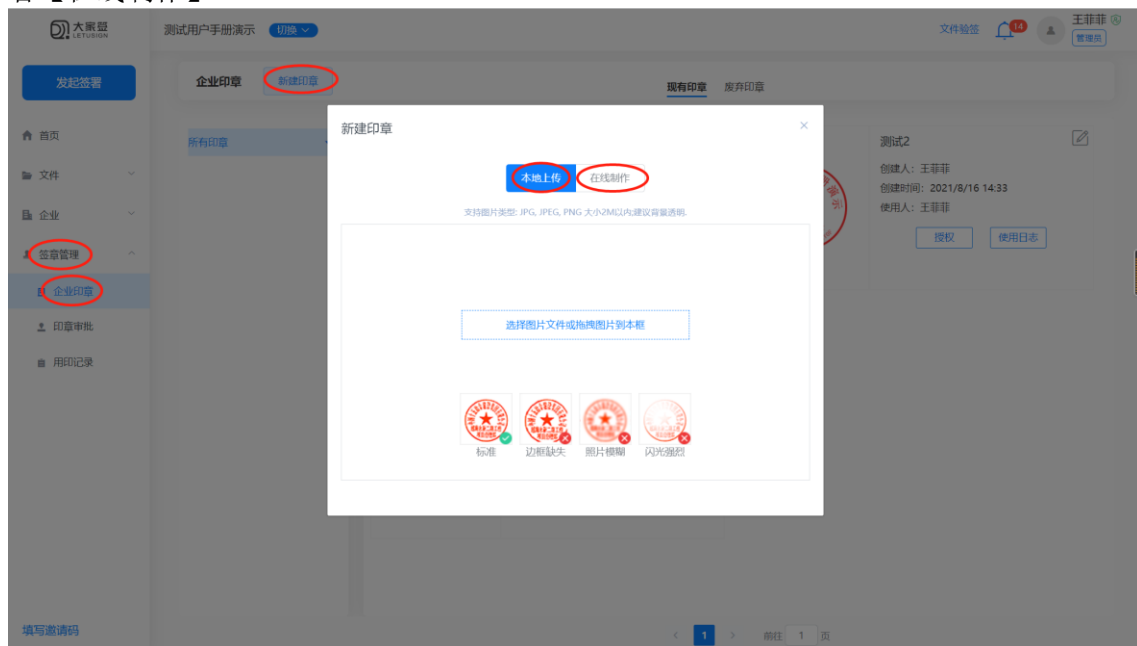 大家签
LETUSIGN
测试用户手册演示 切换
文件验签 14 王菲菲
管理员
发起签署
企业印章 新建印章
现有印章 废弃印章
首页
文件
企业
签章管理
企业印章
印章审批
用印记录
填写邀请码
所有印章
新建印章
本地上传 在线制作
支持图片类型: JPG, JPEG, PNG 大小2M以内;建议背景透明.
选择图片文件或拖拽图片到本框
标准 边框缺失 照片模糊 闪光强烈
测试2
创建人：王菲菲
创建时间：2021/8/16 14:33
使用人：王菲菲
授权 使用日志
1 前往 1 页